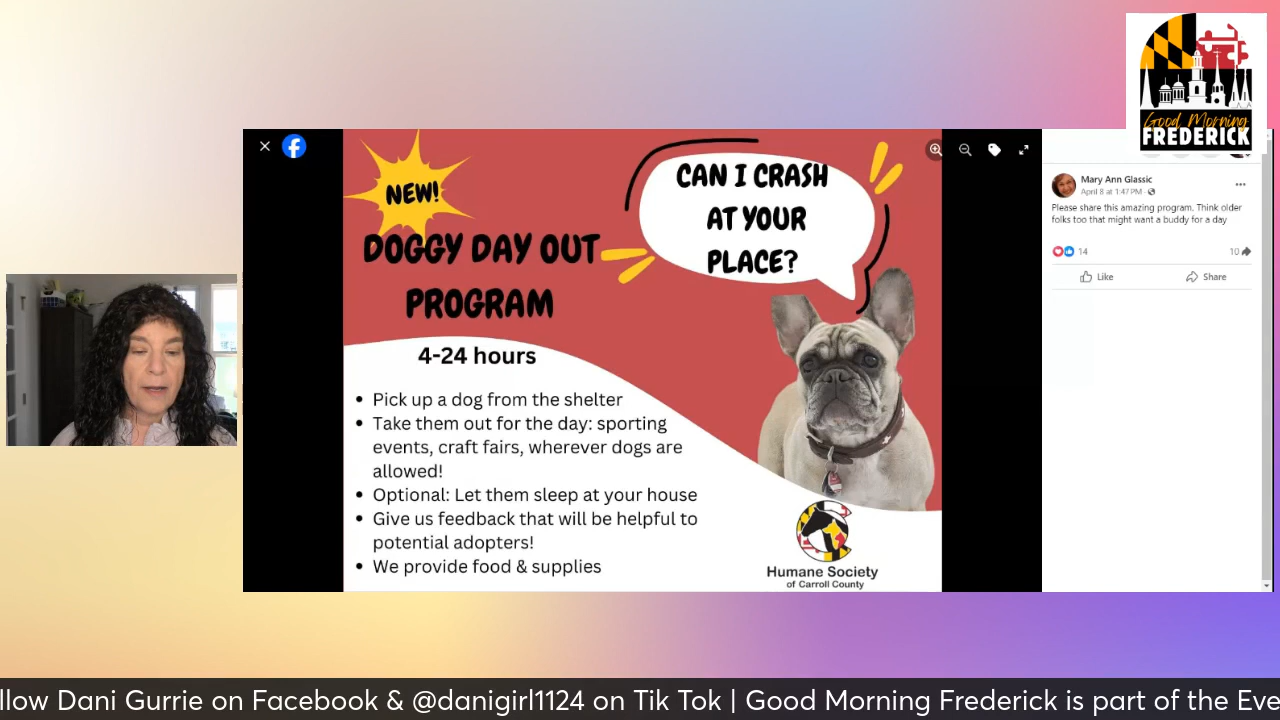 Good Morning
FREDERICK
NEW!
DOGGY DAY OUT
PROGRAM
CAN I CRASH
AT YOUR
PLACE?
4-24 hours
• Pick up a dog from the shelter
• Take them out for the day: sporting
events, craft fairs, wherever dogs are
allowed!
• Optional: Let them sleep at your house
• Give us feedback that will be helpful to
potential adopters!
• We provide food & supplies
Humane Society
of Carroll County
Mary Ann Glassic
April 8 at 1:47 PM
Please share this amazing program. Think older
folks too that might want a buddy for a day
14
10
Like
Share
llow Dani Gurrie on Facebook & @danigirl1124 on Tik Tok | Good Morning Frederick is part of the Eve